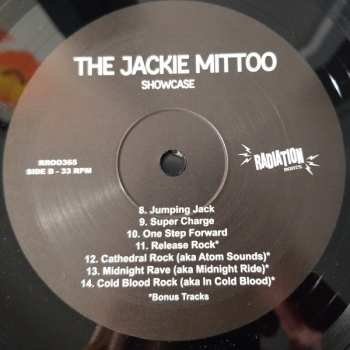 THE JACKIE MITTOO
SHOWCASE
RROO365
SIDE B - 33 RPM
RADIATION
ROOTS
8. Jumping Jack
9. Super Charge
10. One Step Forward
11. Release Rock*
12. Cathedral Rock (aka Atom Sounds)*
13. Midnight Rave (aka Midnight Ride)*
14. Cold Blood Rock (aka In Cold Blood)*
*Bonus Tracks